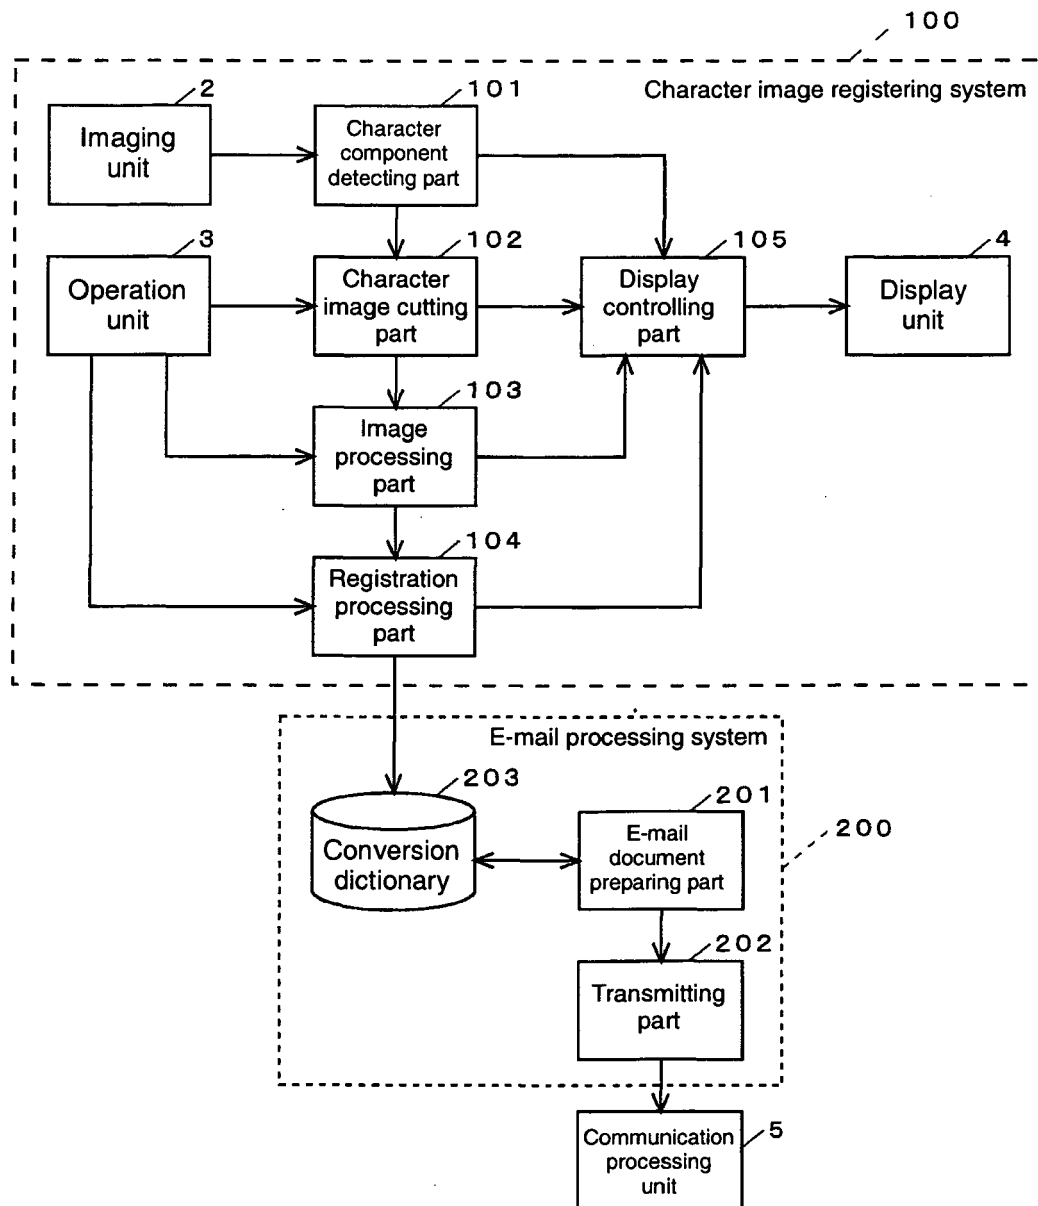 100
Character image registering system
2
Imaging
unit
101
Character
component
detecting part
3
Operation
unit
102
Character
image cutting
part
105
Display
controlling
part
4
Display
unit
103
Image
processing
part
104
Registration
processing
part
E-mail processing system
203
Conversion
dictionary
201
E-mail
document
preparing part
200
202
Transmitting
part
5
Communication
processing
unit